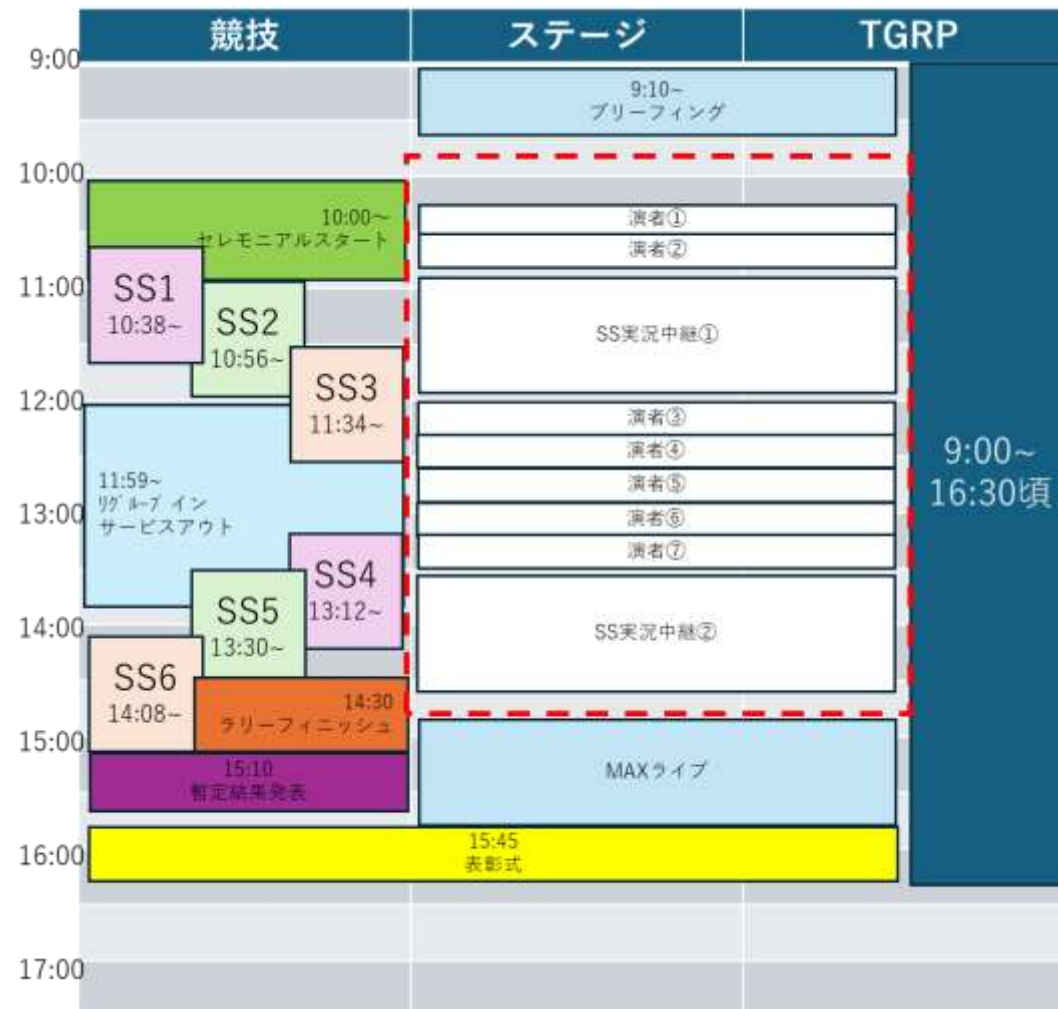 競技 ステージ TGRP
9:00
9:10~
ブリーフィング
10:00
10:00~
セレモニアルスタート
演者①
演者②
11:00
SS1
10:38~
SS2
10:56~
SS実況中継①
SS3
11:34~
12:00
演者③
演者④
演者⑤
演者⑥
演者⑦
9:00~
16:30頃
11:59~
ﾘｸﾞﾙｰﾌﾟ イン
サービスアウト
13:00
SS4
13:12~
SS5
13:30~
14:00
SS実況中継②
SS6
14:08~
14:30
ラリーフィニッシュ
15:00
15:10
暫定結果発表
MAXライブ
15:45
表彰式
16:00
17:00